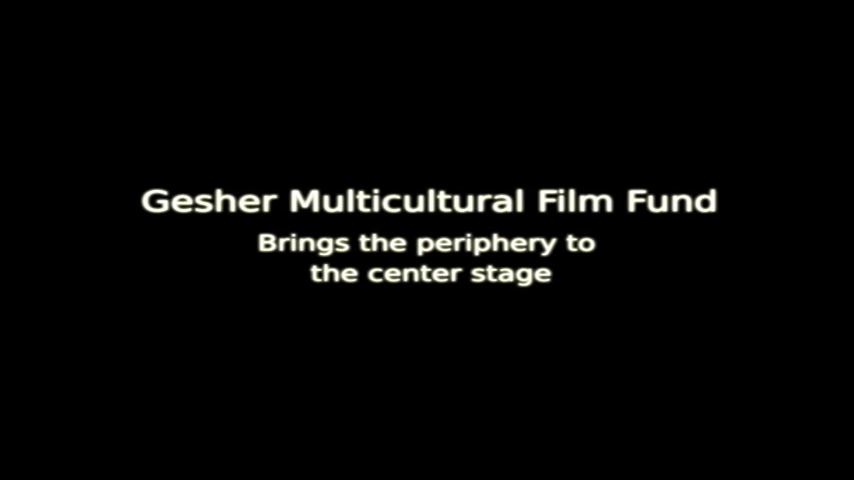 Gesher Multicultural Film Fund
Brings the periphery to
the center stage